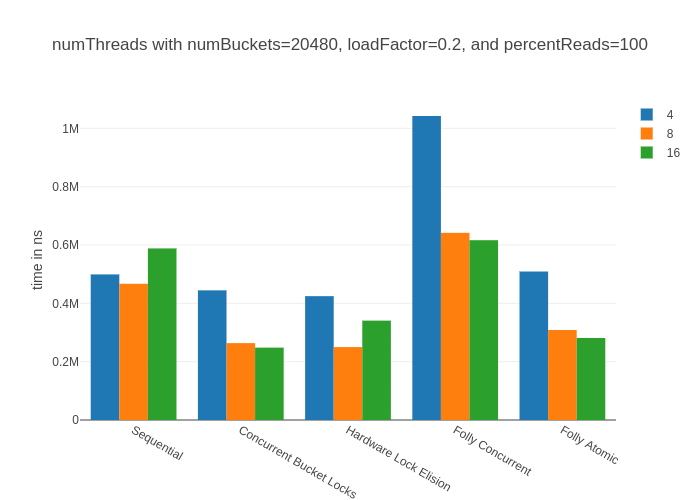 numThreads with numBuckets=20480, loadFactor=0.2, and percentReads=100
4
8
16
time in ns
1M
0.8M
0.6M
0.4M
0.2M
0
Sequential
Concurrent Bucket Locks
Hardware Lock Elision
Folly Concurrent
Folly Atomic